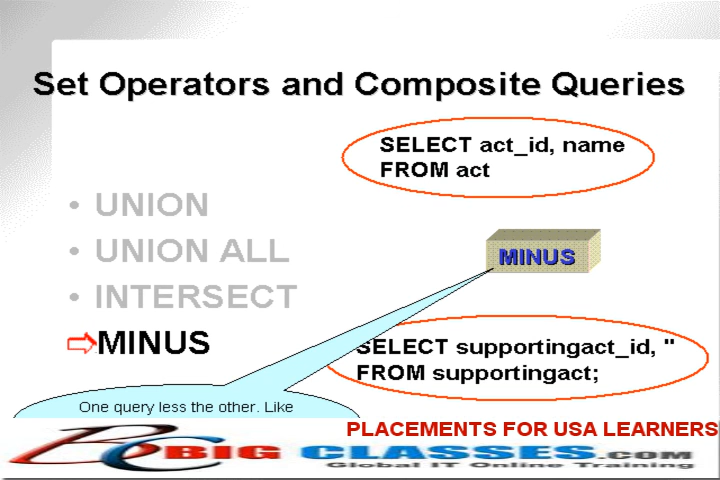 Set Operators and Composite Queries
SELECT act_id, name
FROM act
• UNION
• UNION ALL
• INTERSECT
MINUS
MINUS
SELECT supportingact_id, ''
FROM supportingact;
One query less the other. Like
PLACEMENTS FOR USA LEARNERS
BC BIG CLASSES.COM
Global IT Online Training